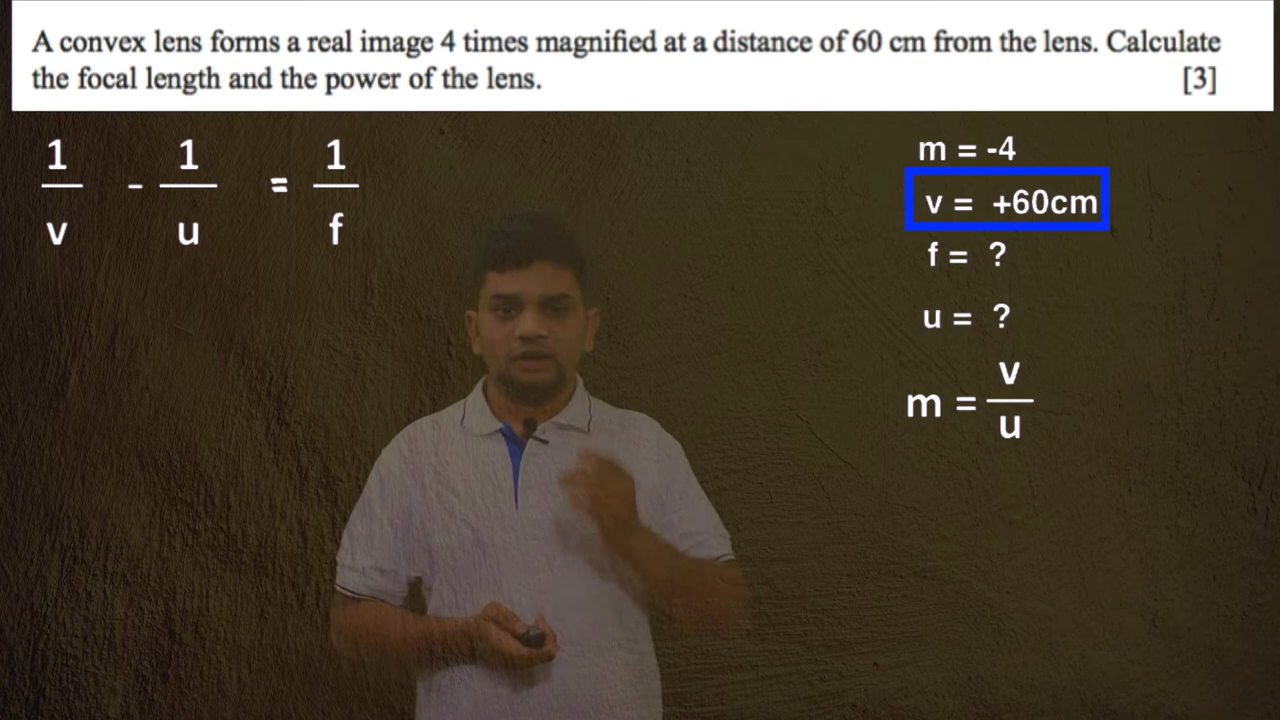 A convex lens forms a real image 4 times magnified at a distance of 60 cm from the lens. Calculate
the focal length and the power of the lens. [3]
1/v - 1/u = 1/f
m = -4
v = +60cm
f = ?
u = ?
m = v/u